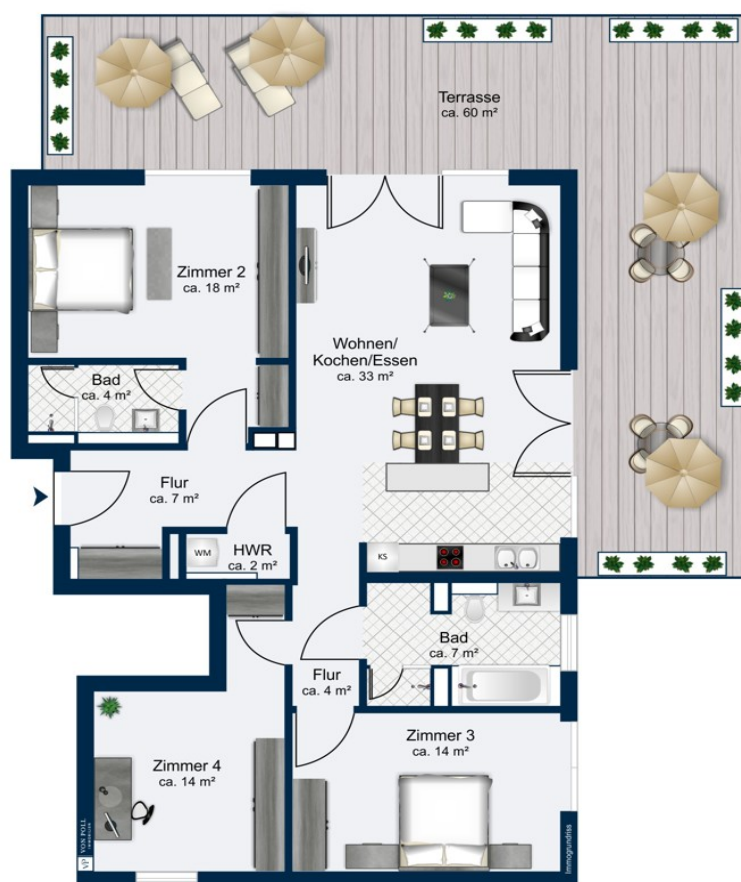 Terrasse
ca. 60 m²
Zimmer 2
ca. 18 m²
Wohnen/
Kochen/Essen
ca. 33 m²
Bad
ca. 4 m²
Flur
ca. 7 m²
WM
HWR
ca. 2 m²
KS
Bad
ca. 7 m²
Flur
ca. 4 m²
Zimmer 3
ca. 14 m²
Zimmer 4
ca. 14 m²
VP
VON POLL
IMMOBILIEN
Immogrundriss